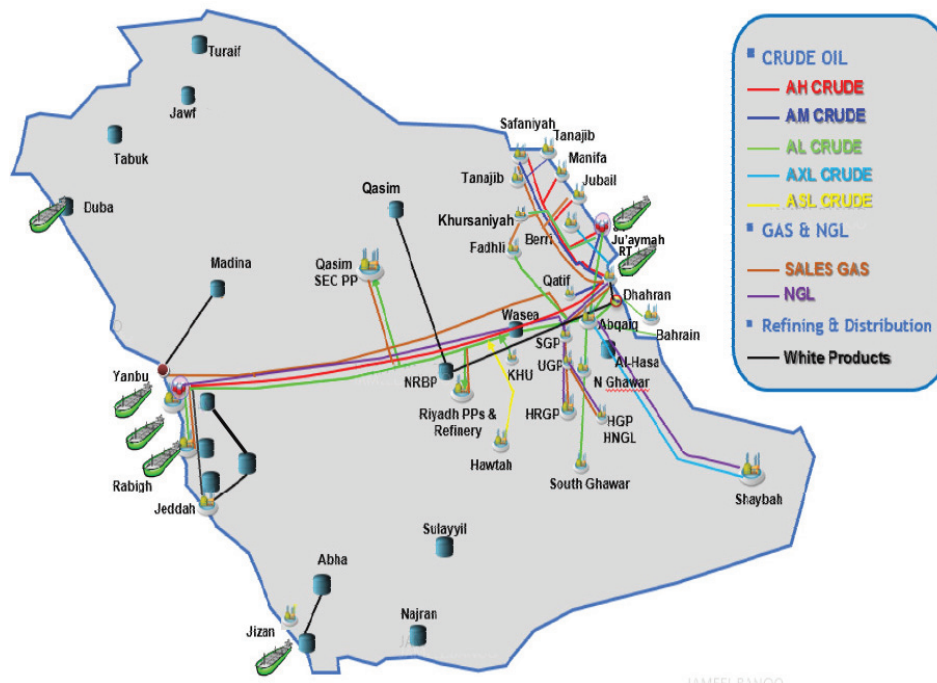 Turaif
Jawf
Tabuk
Duba
Madina
Qasim
Qasim
SEC PP
Safaniyah
Tanajib
Manifa
Tanajib
Jubail
Khursaniyah
Berri
Fadhli
Ju'aymah
RT
Qatif
Dhahran
Wasea
Abqaiq
Bahrain
SGP
Al-Hasa
UGP
N Ghawar
KHU
NRBP
Yanbu
Riyadh PPs &
Refinery
HRGP
HGP
HNGL
Hawtah
South Ghawar
Shaybah
Rabigh
Jeddah
Sulayyil
Abha
Najran
Jizan
CRUDE OIL
AH CRUDE
AM CRUDE
AL CRUDE
AXL CRUDE
ASL CRUDE
GAS & NGL
SALES GAS
NGL
Refining & Distribution
White Products